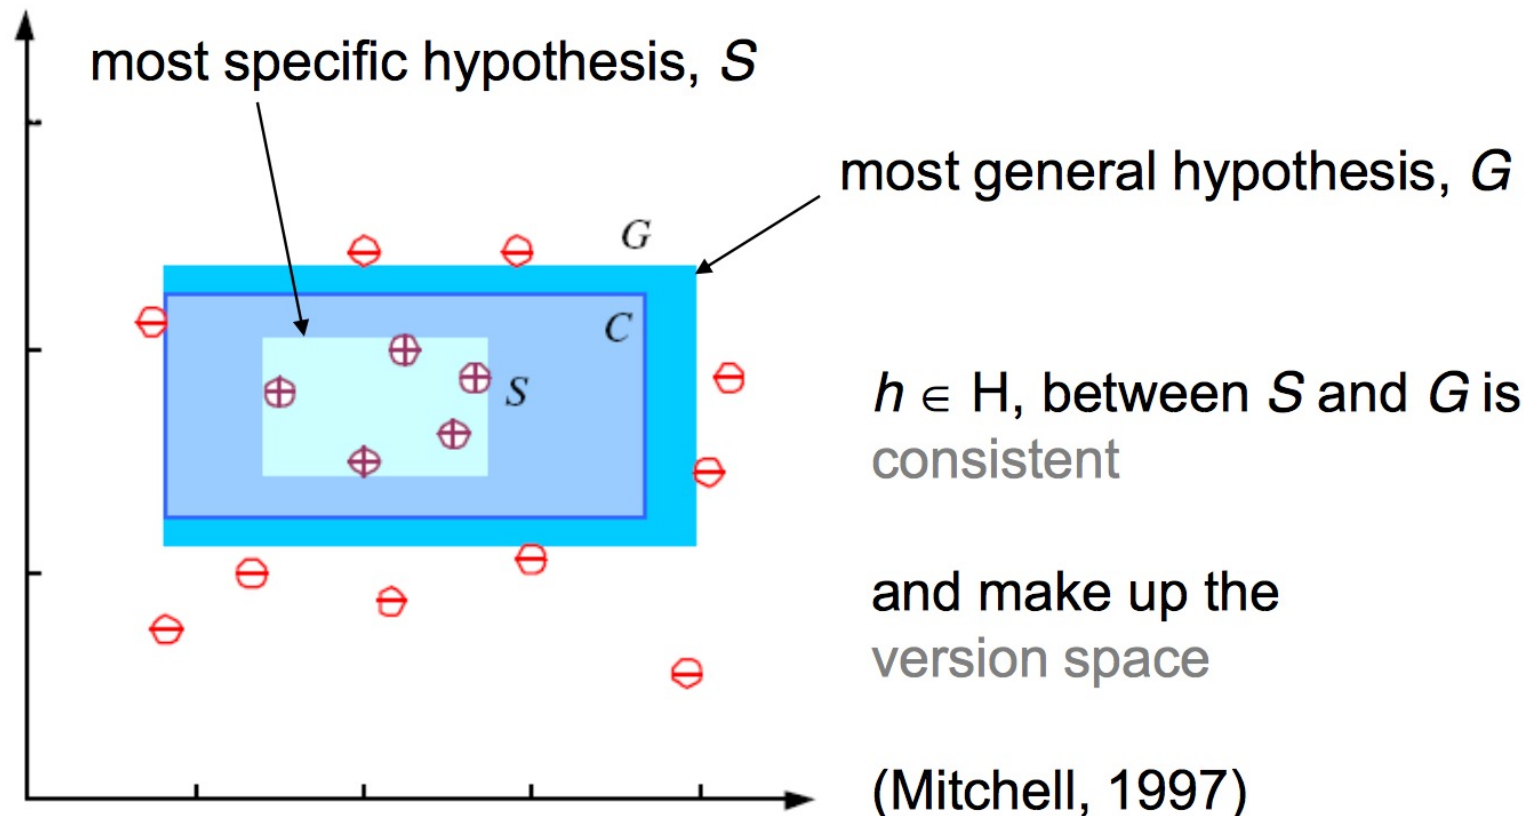 most specific hypothesis, S
most general hypothesis, G
G
C
S
h ∈ H, between S and G is
consistent
and make up the
version space
(Mitchell, 1997)